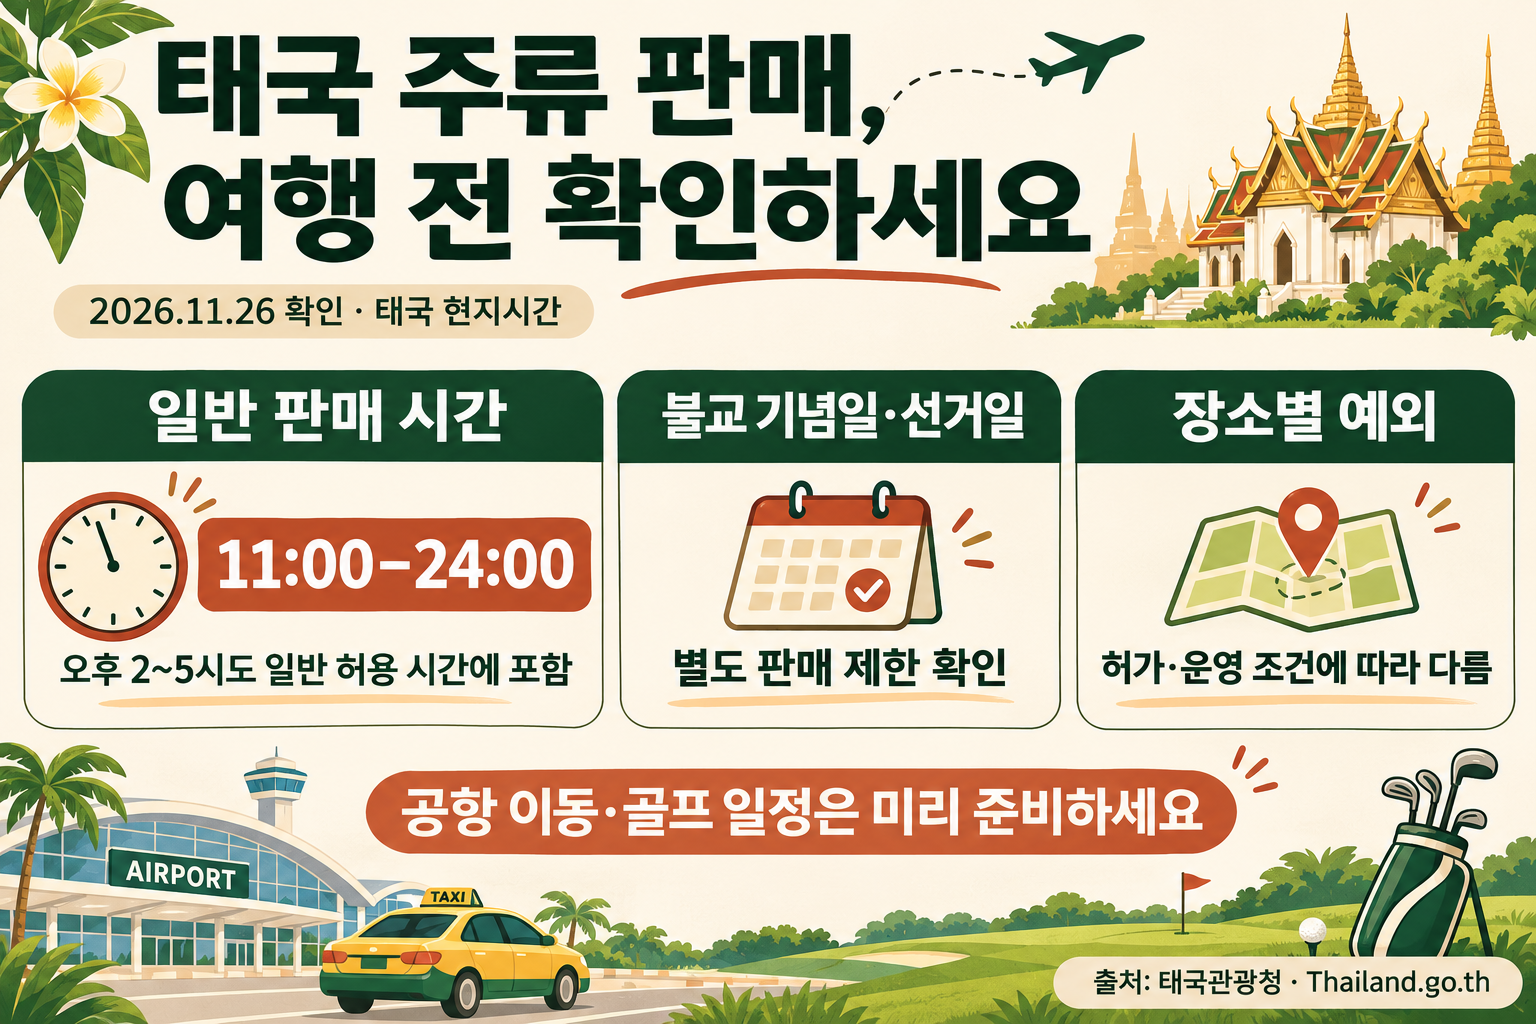 태국 주류 판매,
여행 전 확인하세요
2026.11.26 확인 · 태국 현지시간
일반 판매 시간
11:00–24:00
오후 2~5시도 일반 허용 시간에 포함
불교 기념일·선거일
별도 판매 제한 확인
장소별 예외
허가·운영 조건에 따라 다름
공항 이동·골프 일정은 미리 준비하세요
AIRPORT
TAXI
출처: 태국관광청 · Thailand.go.th